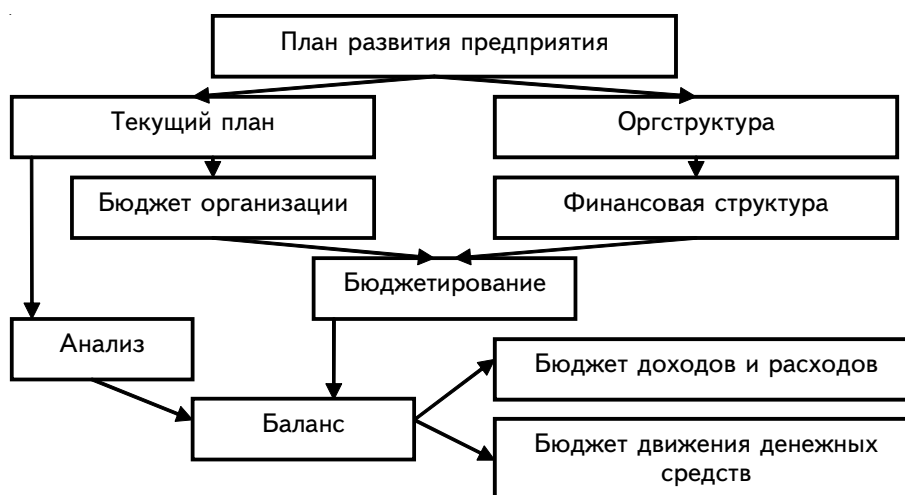 План развития предприятия
Текущий план
Оргструктура
Бюджет организации
Финансовая структура
Бюджетирование
Анализ
Бюджет доходов и расходов
Баланс
Бюджет движения денежных
средств